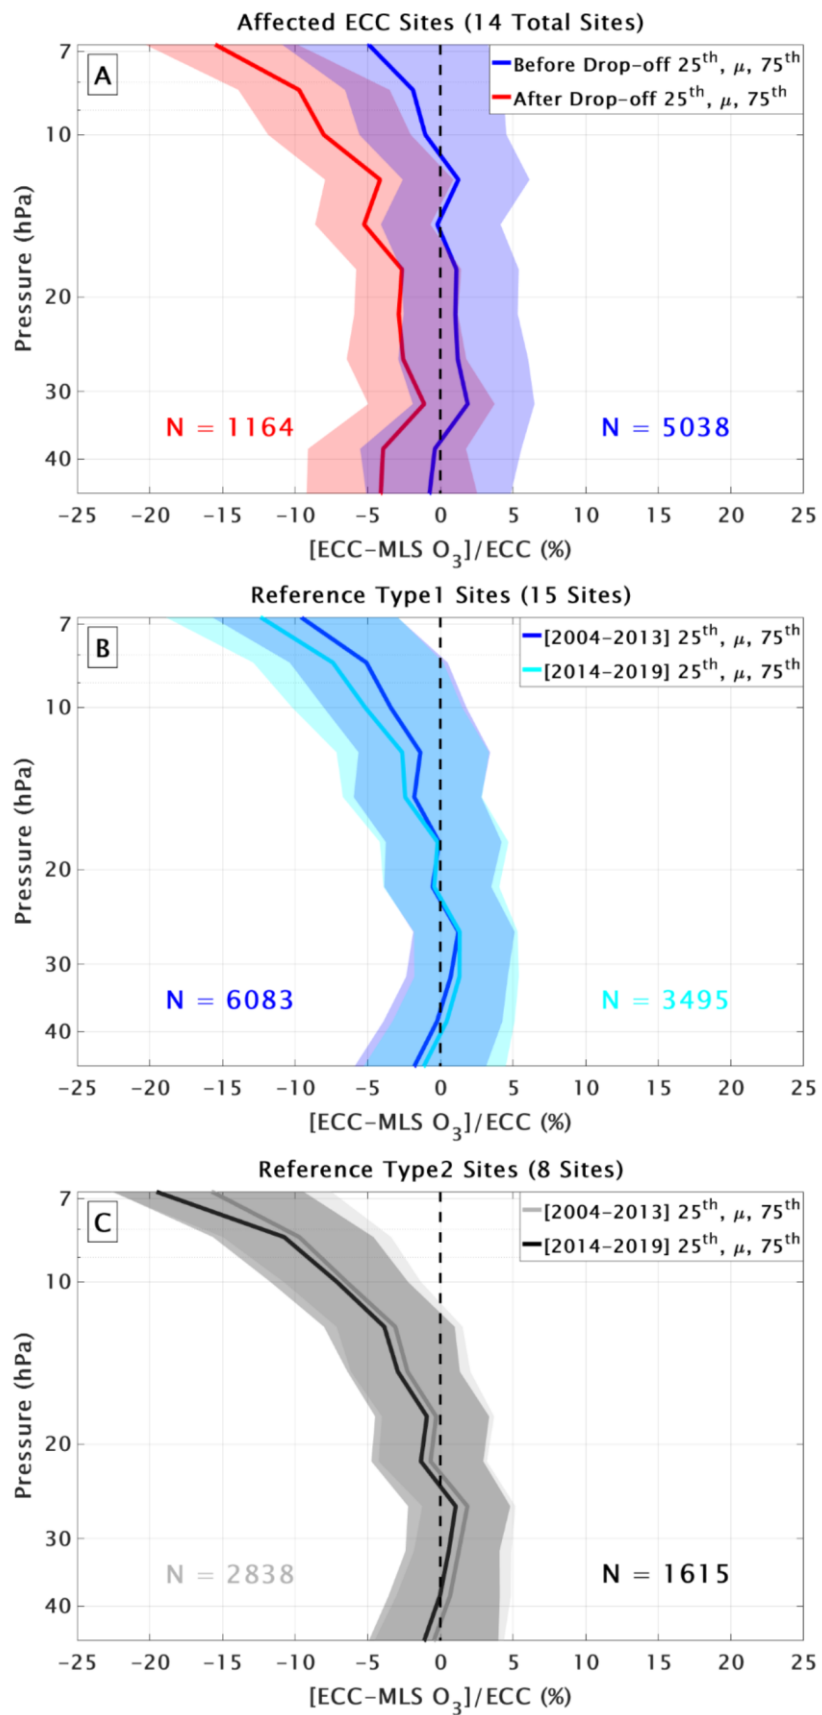 Affected ECC Sites (14 Total Sites)
A
Before Drop-off 25th, μ, 75th
After Drop-off 25th, μ, 75th
7
10
20
30
40
Pressure (hPa)
N = 1164
N = 5038
-25 -20 -15 -10 -5 0 5 10 15 20 25
[ECC-MLS O3]/ECC (%)
Reference Type1 Sites (15 Sites)
B
[2004-2013] 25th, μ, 75th
[2014-2019] 25th, μ, 75th
7
10
20
30
40
Pressure (hPa)
N = 6083
N = 3495
-25 -20 -15 -10 -5 0 5 10 15 20 25
[ECC-MLS O3]/ECC (%)
Reference Type2 Sites (8 Sites)
C
[2004-2013] 25th, μ, 75th
[2014-2019] 25th, μ, 75th
7
10
20
30
40
Pressure (hPa)
N = 2838
N = 1615
-25 -20 -15 -10 -5 0 5 10 15 20 25
[ECC-MLS O3]/ECC (%)